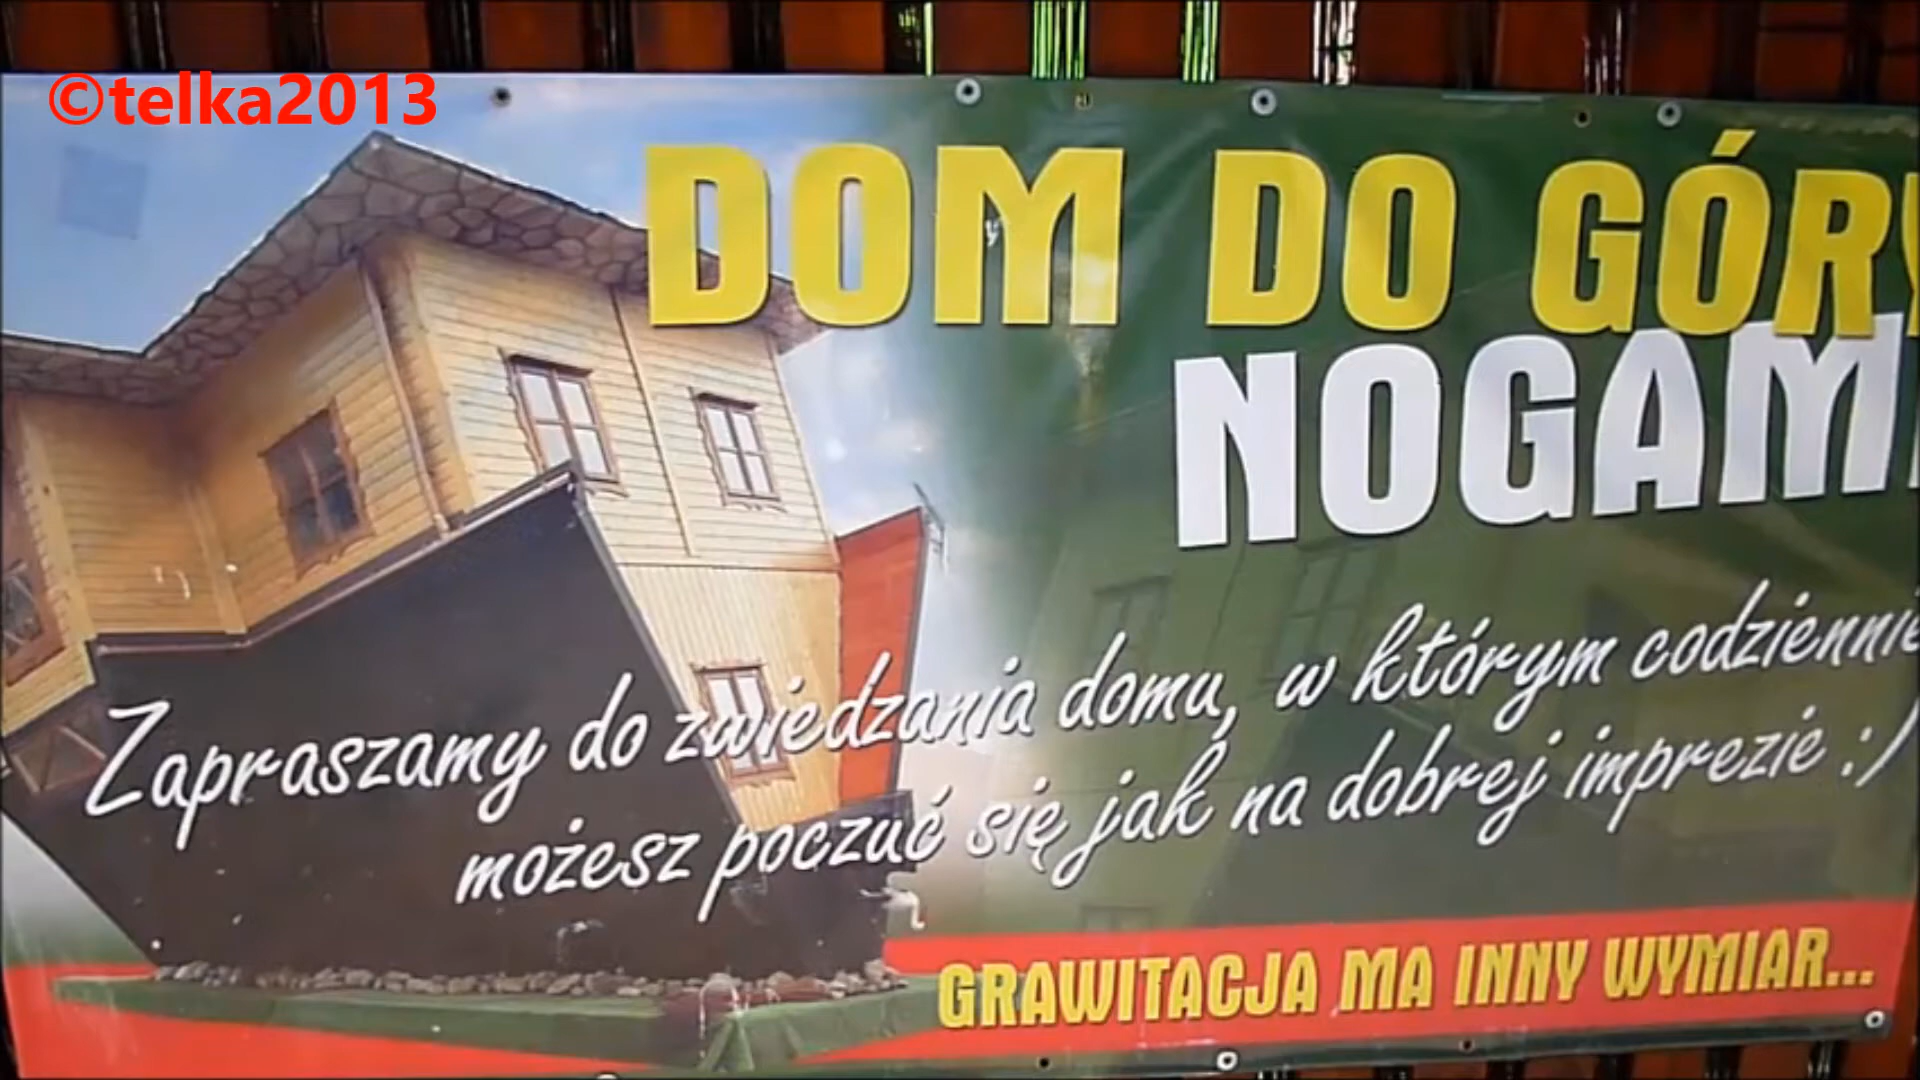 ©telka2013
DOM DO GÓRY
NOGAMI
Zapraszamy do zwiedzania domu, w którym codziennie
możesz poczuć się jak na dobrej imprezie :)
GRAWITACJA MA INNY WYMIAR...